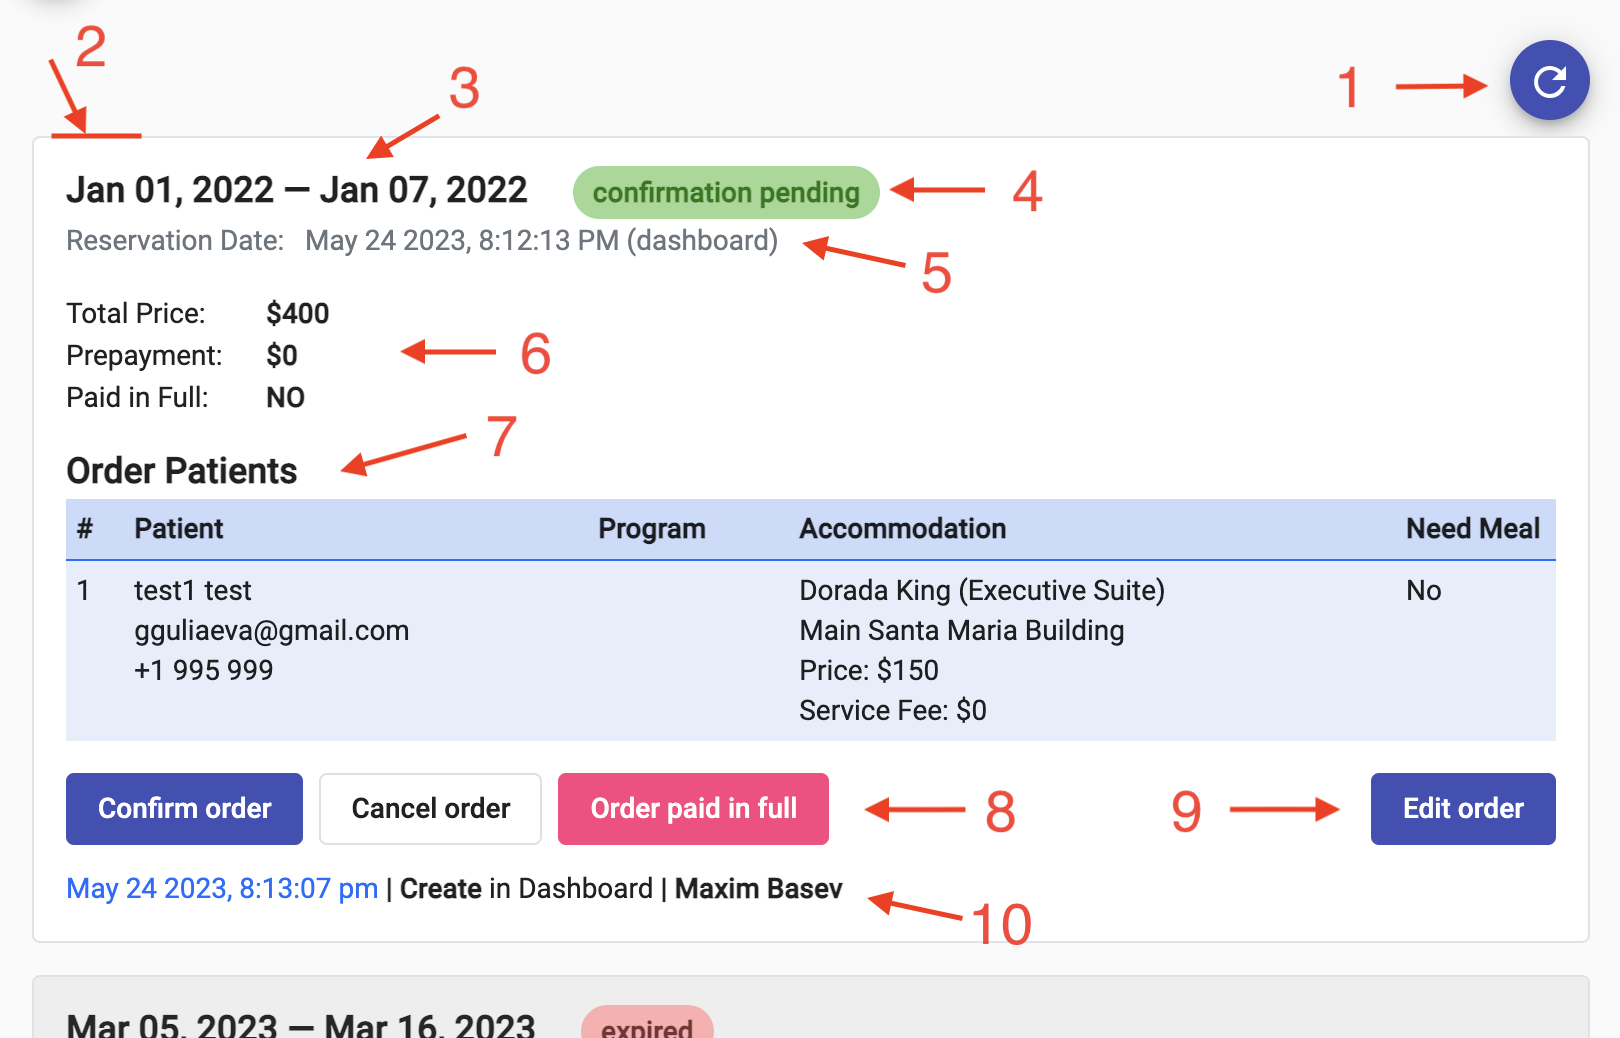 2
3
1
Jan 01, 2022 — Jan 07, 2022 confirmation pending
4
Reservation Date: May 24 2023, 8:12:13 PM (dashboard)
5
Total Price: $400
Prepayment: $0
6
Paid in Full: NO
7
Order Patients
# Patient Program Accommodation Need Meal
1 test1 test Dorada King (Executive Suite) No
gguliaeva@gmail.com Main Santa Maria Building
+1 995 999 Price: $150
Service Fee: $0
Confirm order Cancel order Order paid in full 8 9 Edit order
May 24 2023, 8:13:07 pm | Create in Dashboard | Maxim Basev
10
Mar 05, 2023 — Mar 16, 2023 expired